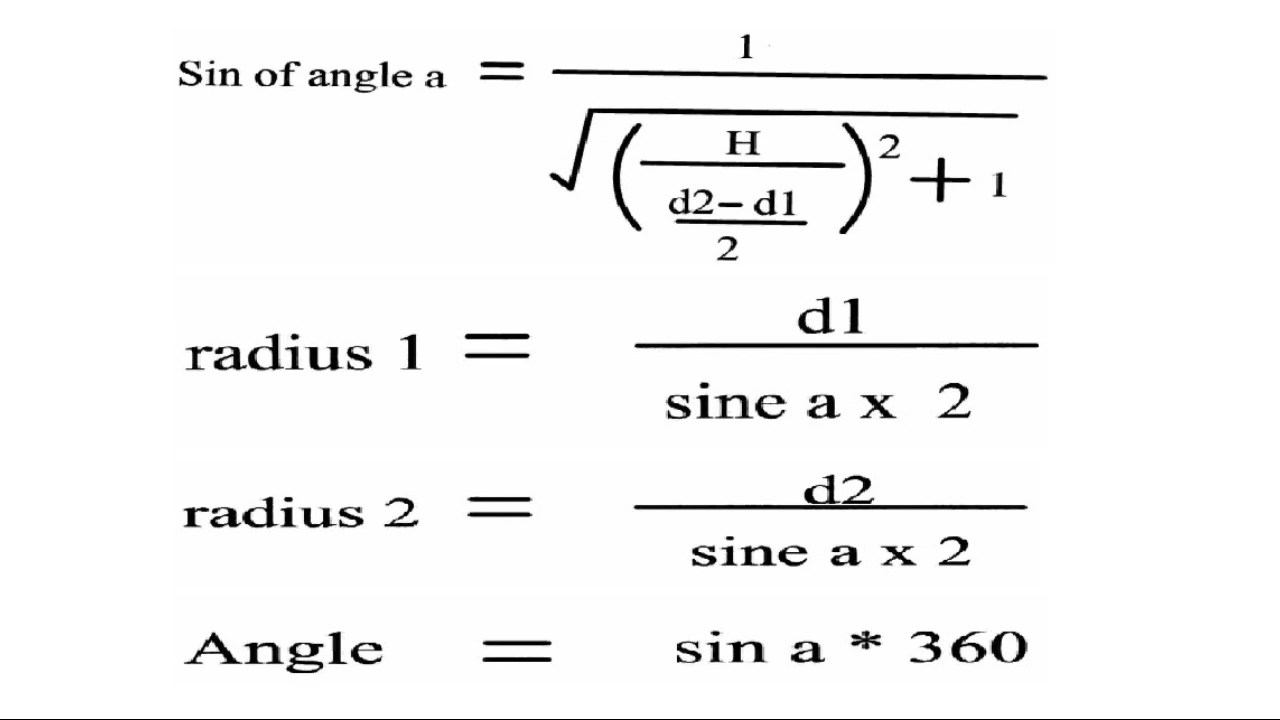 Sin of angle a = 1
√( H / (d2– d1 / 2) )² + 1
radius 1 = d1
sine a x 2
radius 2 = d2
sine a x 2
Angle = sin a * 360